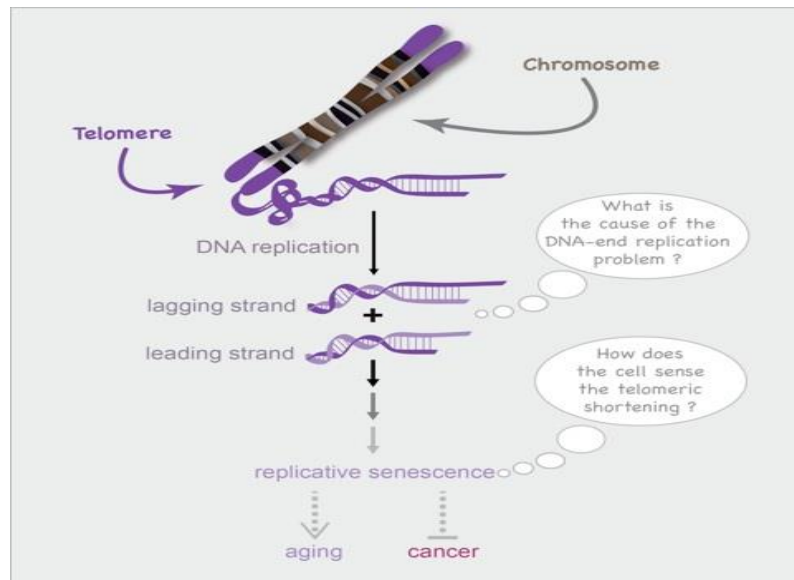 Chromosome
Telomere
DNA replication
What is
the cause of the
DNA-end replication
problem ?
lagging strand
+
leading strand
How does
the cell sense
the telomeric
shortening ?
replicative senescence
aging
cancer